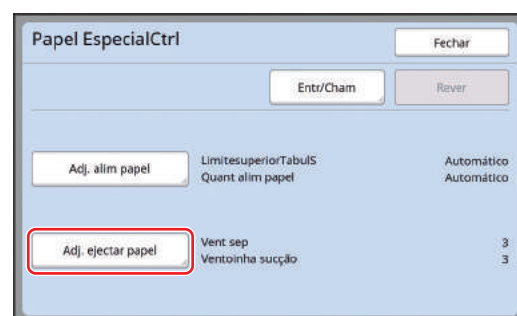 Papel EspecialCtrl
Fechar
Entr/Cham
Rever
Adj. alim papel
LimitesuperiorTabulS Automático
Quant alim papel Automático
Adj. ejectar papel
Vent sep 3
Ventoinha sucção 3